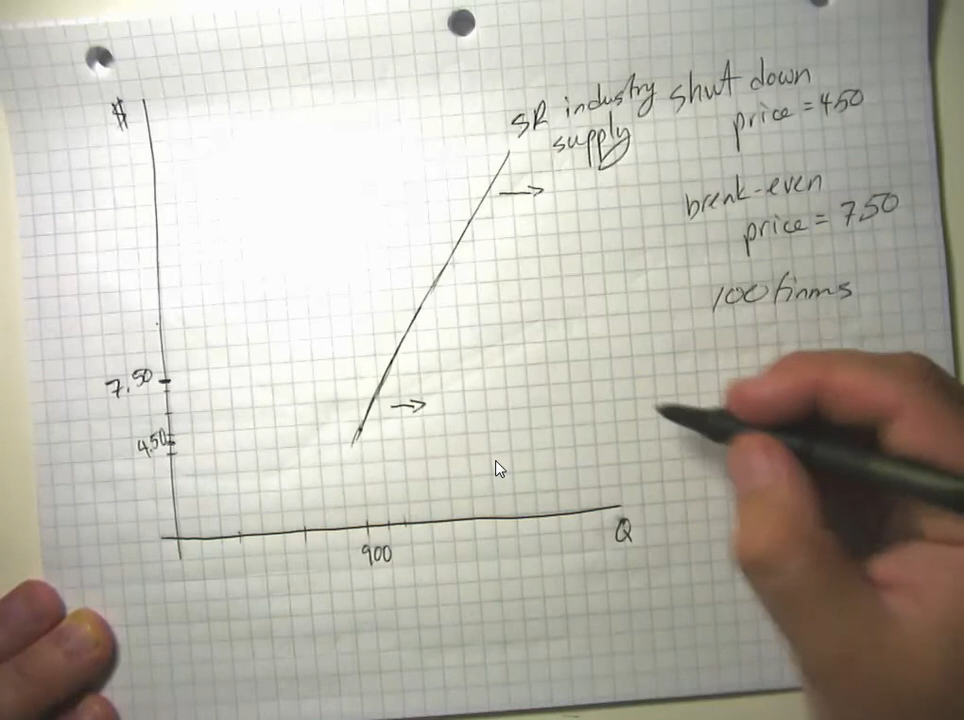 $
SR industry
supply
shut down
price = 4.50
break-even
price = 7.50
100 firms
7.50
4.50
900
Q